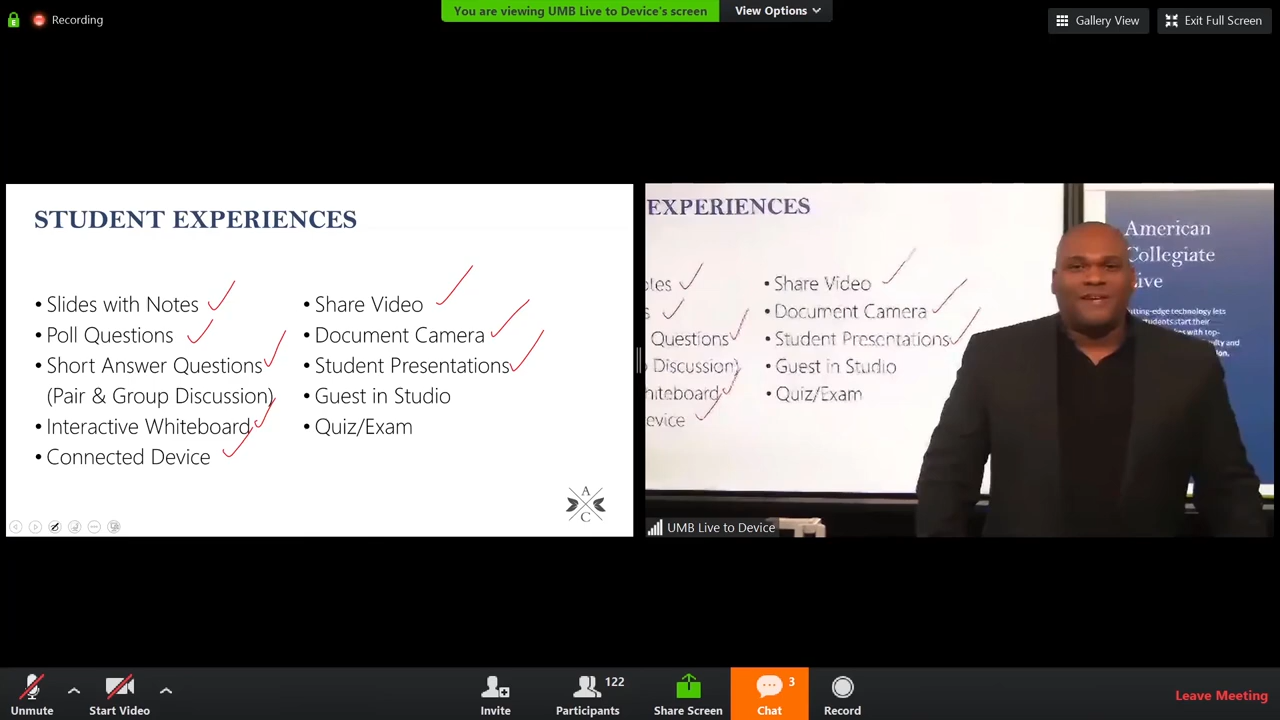 Recording
You are viewing UMB Live to Device's screen
View Options
Gallery View
Exit Full Screen
STUDENT EXPERIENCES
• Slides with Notes
• Poll Questions
• Short Answer Questions
(Pair & Group Discussion)
• Interactive Whiteboard
• Connected Device
• Share Video
• Document Camera
• Student Presentations
• Guest in Studio
• Quiz/Exam
A
C
EXPERIENCES
Questions
Discussion)
• Share Video
• Document Camera
• Student Presentations
• Guest in Studio
• Quiz/Exam
American
Collegiate
UMB Live to Device
Unmute
Start Video
Invite
122
Participants
Share Screen
3
Chat
Record
Leave Meeting